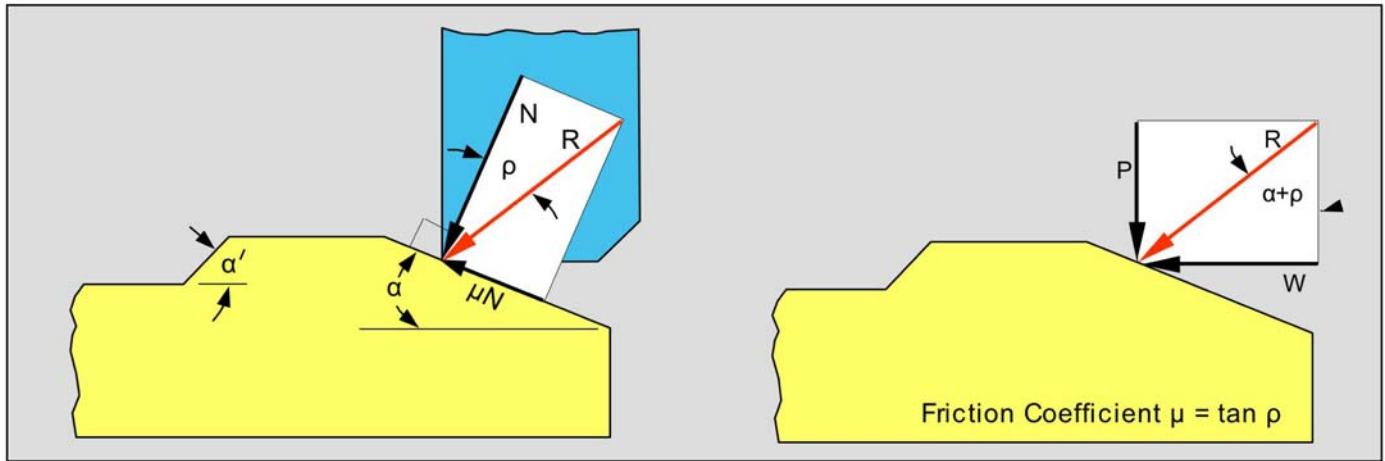 N
R
ρ
α′
α
μN
P
R
α+ρ
W
Friction Coefficient μ = tan ρ